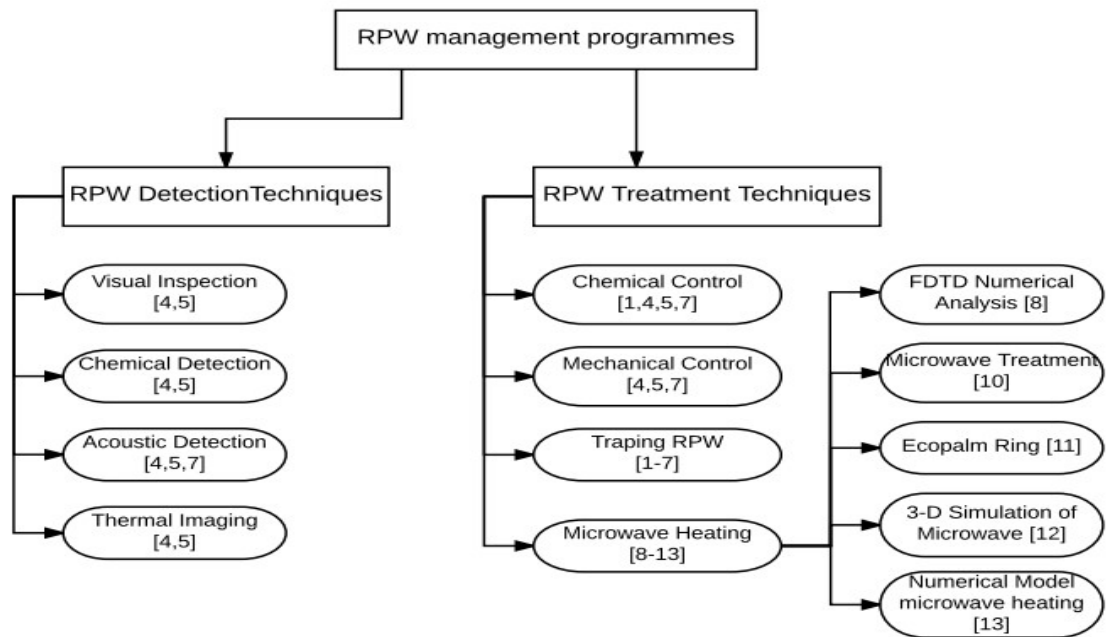 RPW management programmes
RPW DetectionTechniques
Visual Inspection
[4,5]
Chemical Detection
[4,5]
Acoustic Detection
[4,5,7]
Thermal Imaging
[4,5]
RPW Treatment Techniques
Chemical Control
[1,4,5,7]
Mechanical Control
[4,5,7]
Traping RPW
[1-7]
Microwave Heating
[8-13]
FDTD Numerical
Analysis [8]
Microwave Treatment
[10]
Ecopalm Ring [11]
3-D Simulation of
Microwave [12]
Numerical Model
microwave heating
[13]